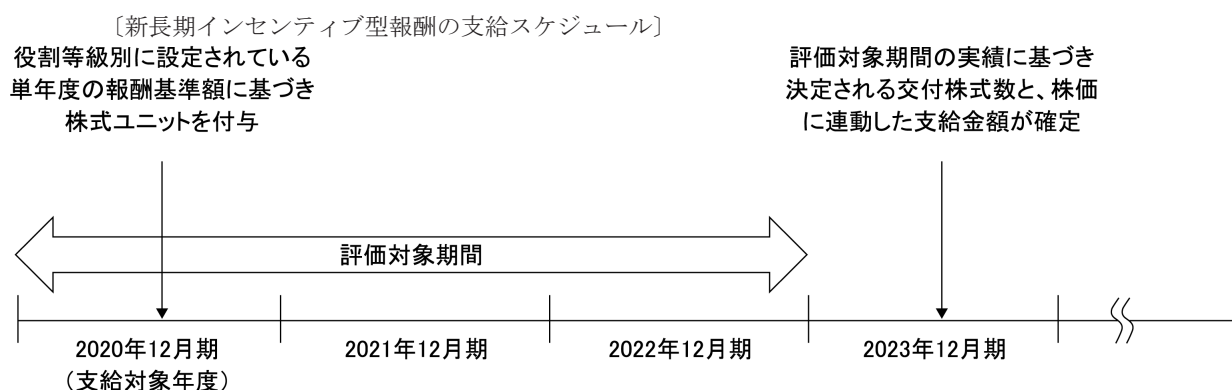 〔新長期インセンティブ型報酬の支給スケジュール〕
役割等級別に設定されている
単年度の報酬基準額に基づき
株式ユニットを付与
評価対象期間の実績に基づき
決定される交付株式数と、株価
に連動した支給金額が確定
評価対象期間
2020年12月期
（支給対象年度）
2021年12月期
2022年12月期
2023年12月期